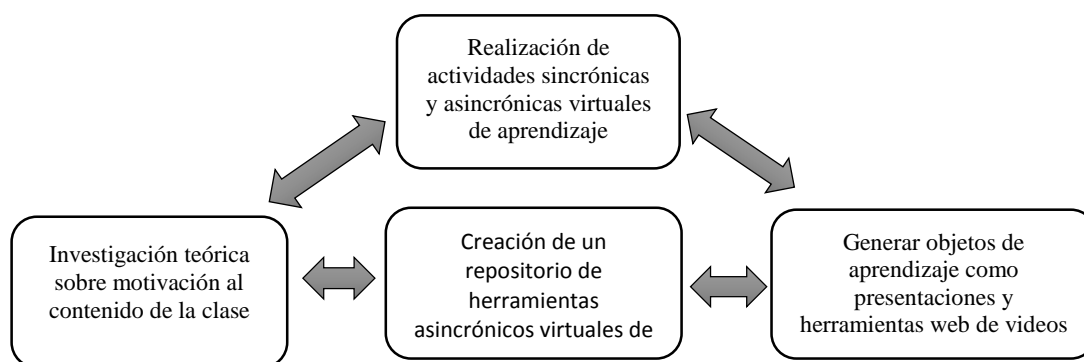 Realización de
actividades sincrónicas
y asincrónicas virtuales
de aprendizaje
Investigación teórica
sobre motivación al
contenido de la clase
Creación de un
repositorio de
herramientas
asincrónicos virtuales de
Generar objetos de
aprendizaje como
presentaciones y
herramientas web de videos